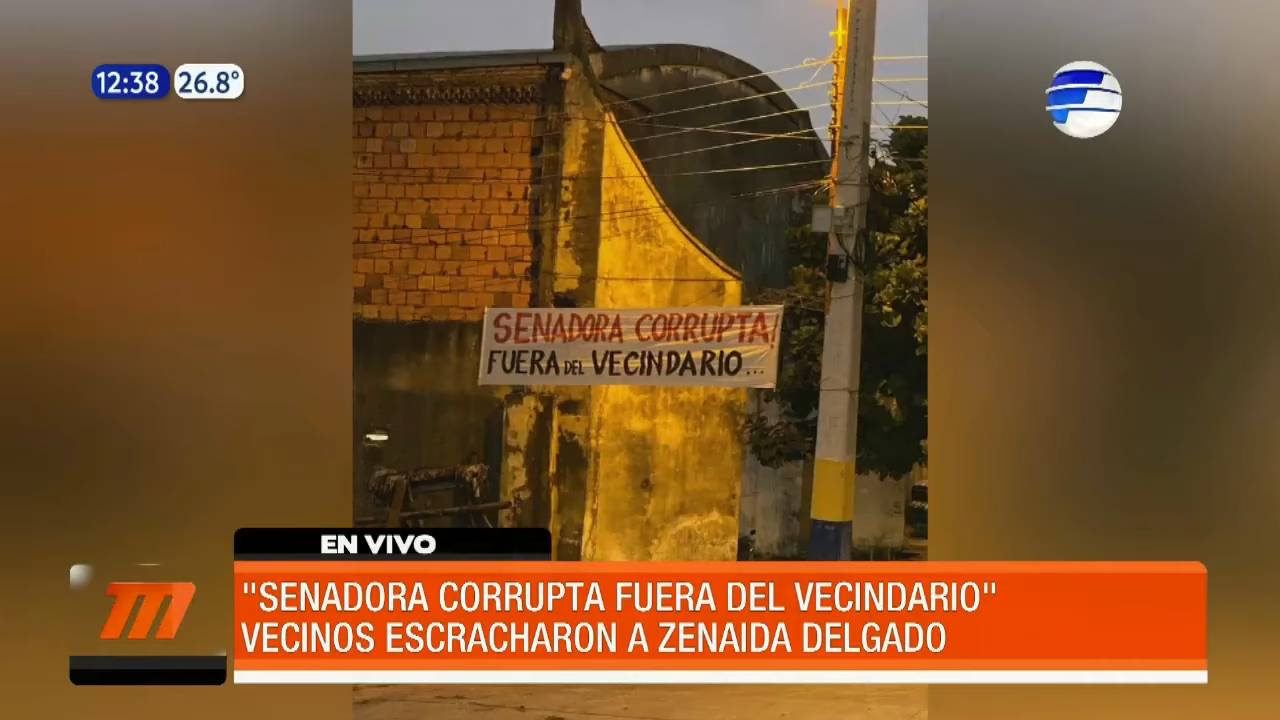 12:38 26.8°
SENADORA CORRUPTA!
FUERA DEL VECINDARIO...
EN VIVO
"SENADORA CORRUPTA FUERA DEL VECINDARIO"
VECINOS ESCRACHARON A ZENAIDA DELGADO